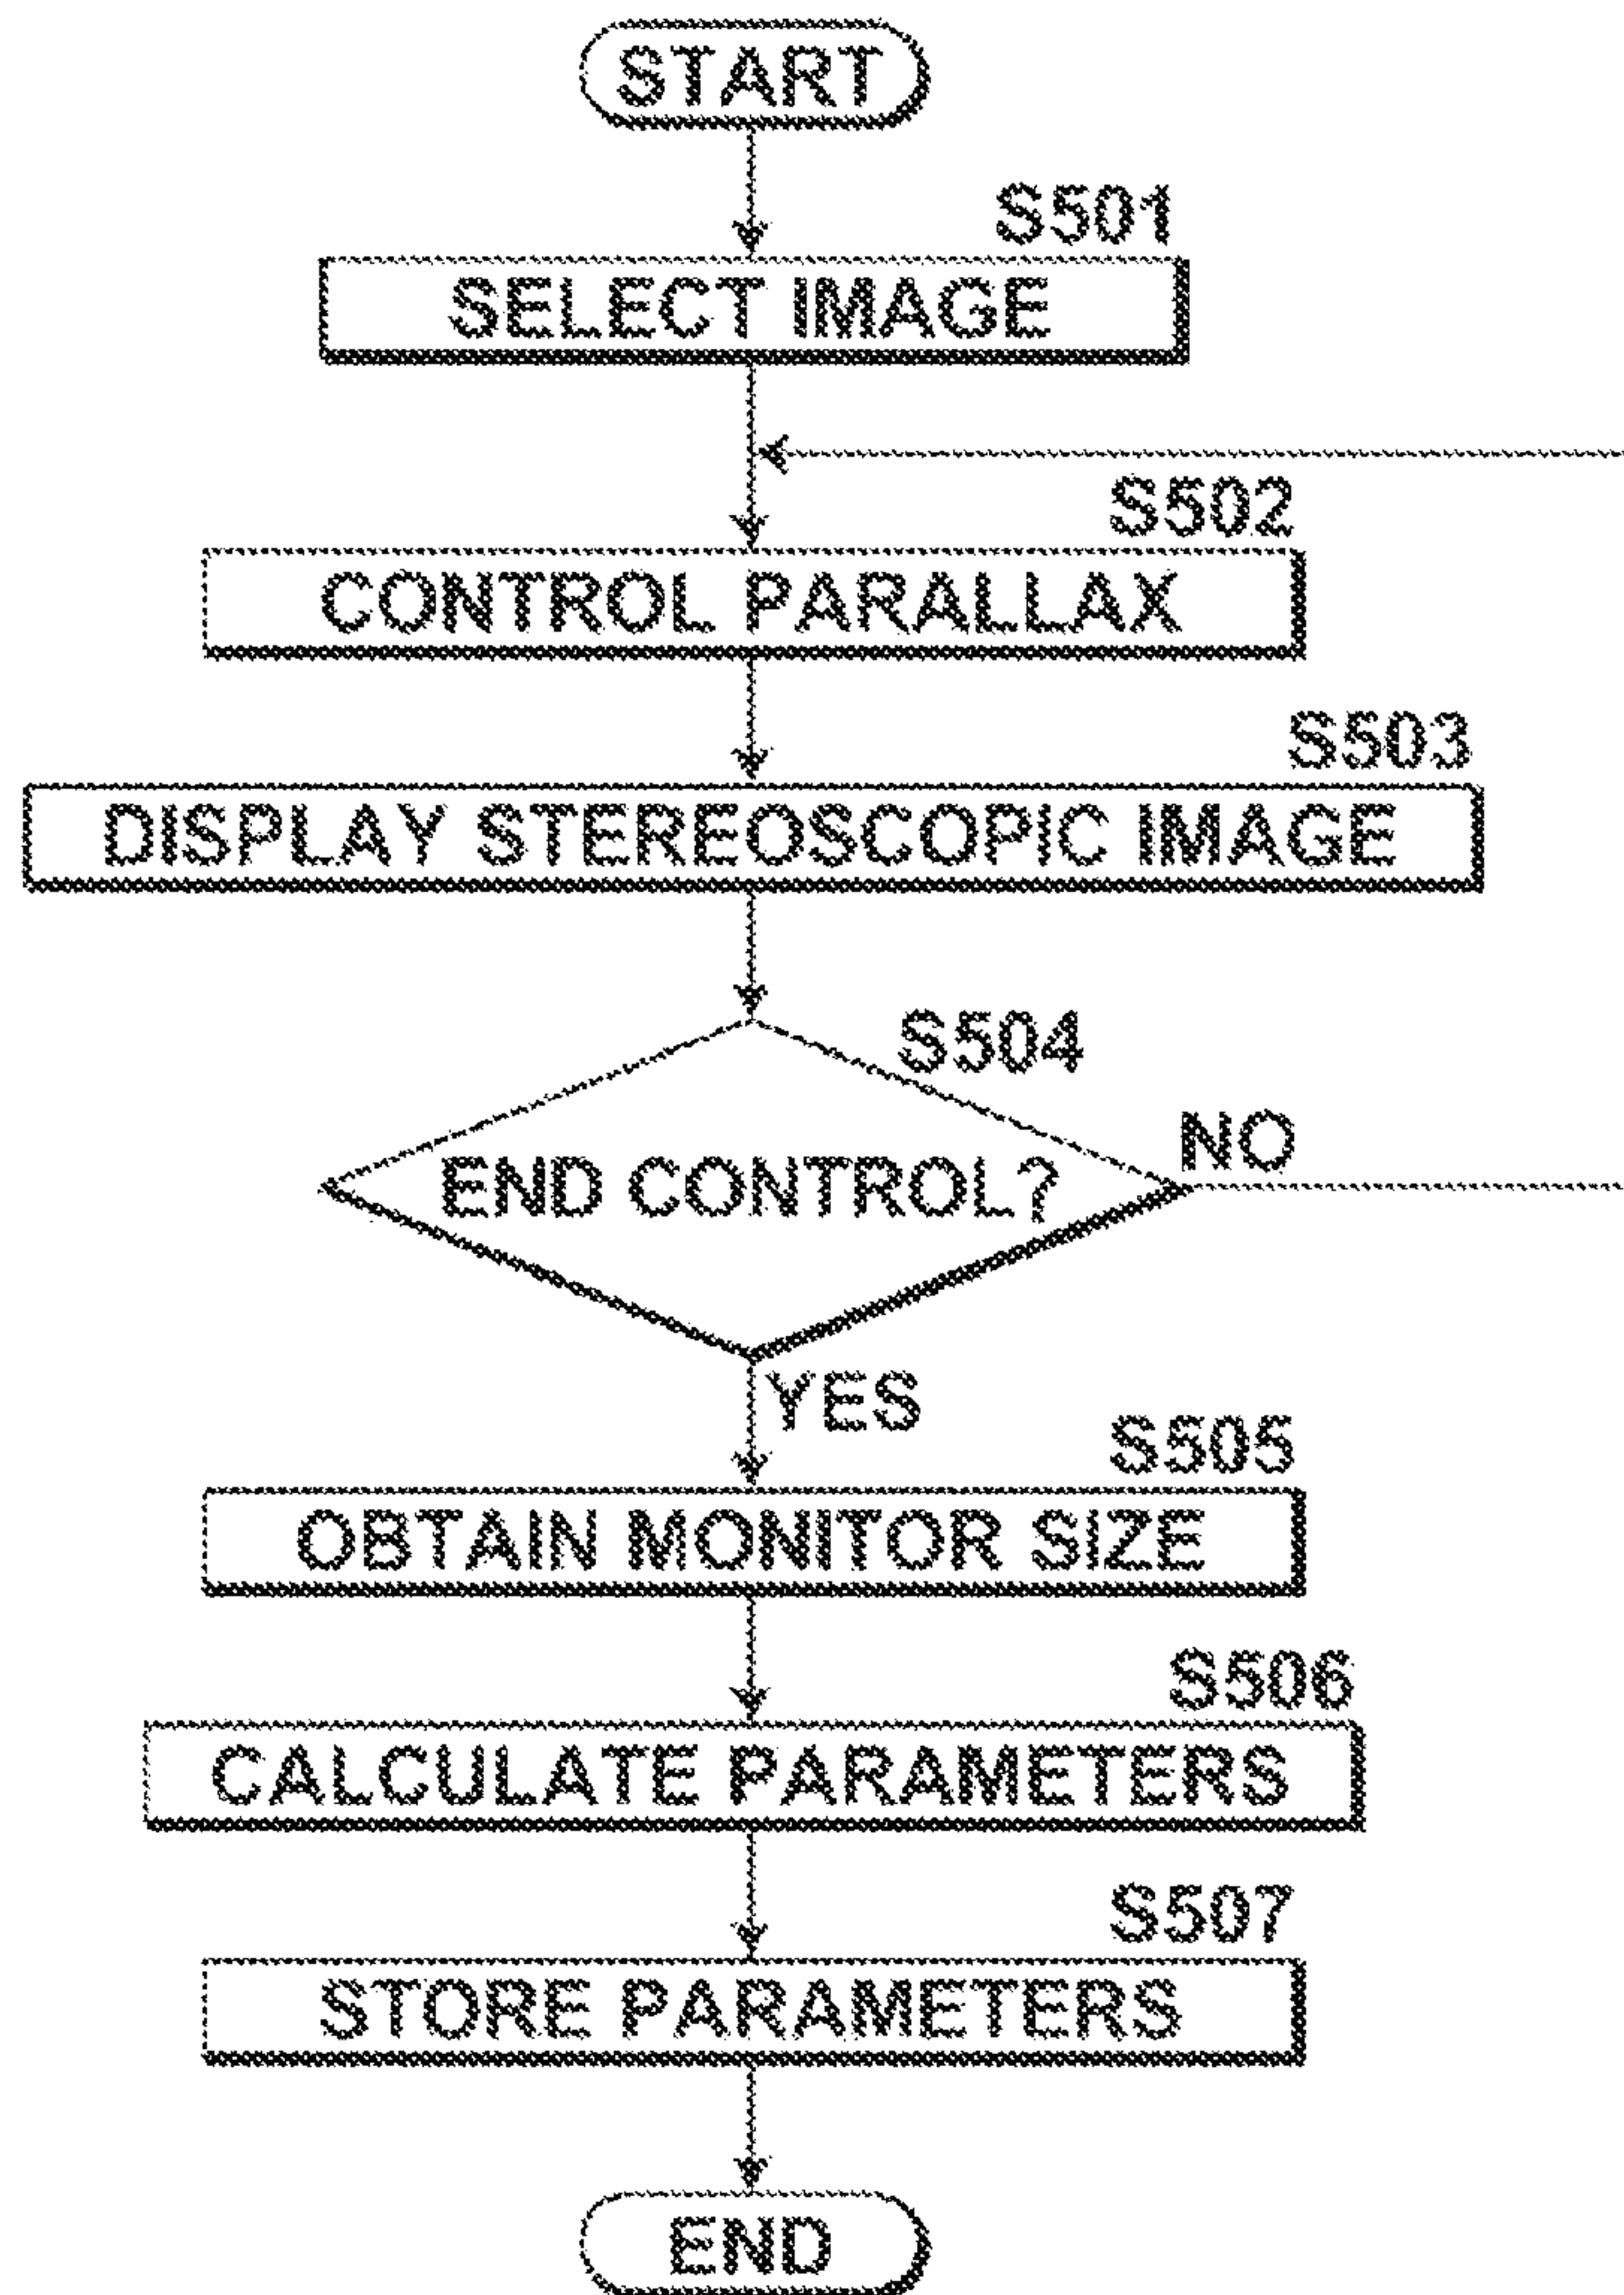 START
S501
SELECT IMAGE
S502
CONTROL PARALLAX
S503
DISPLAY STEREOSCOPIC IMAGE
S504
NO
END CONTROL?
YES
S505
OBTAIN MONITOR SIZE
S506
CALCULATE PARAMETERS
S507
STORE PARAMETERS
END